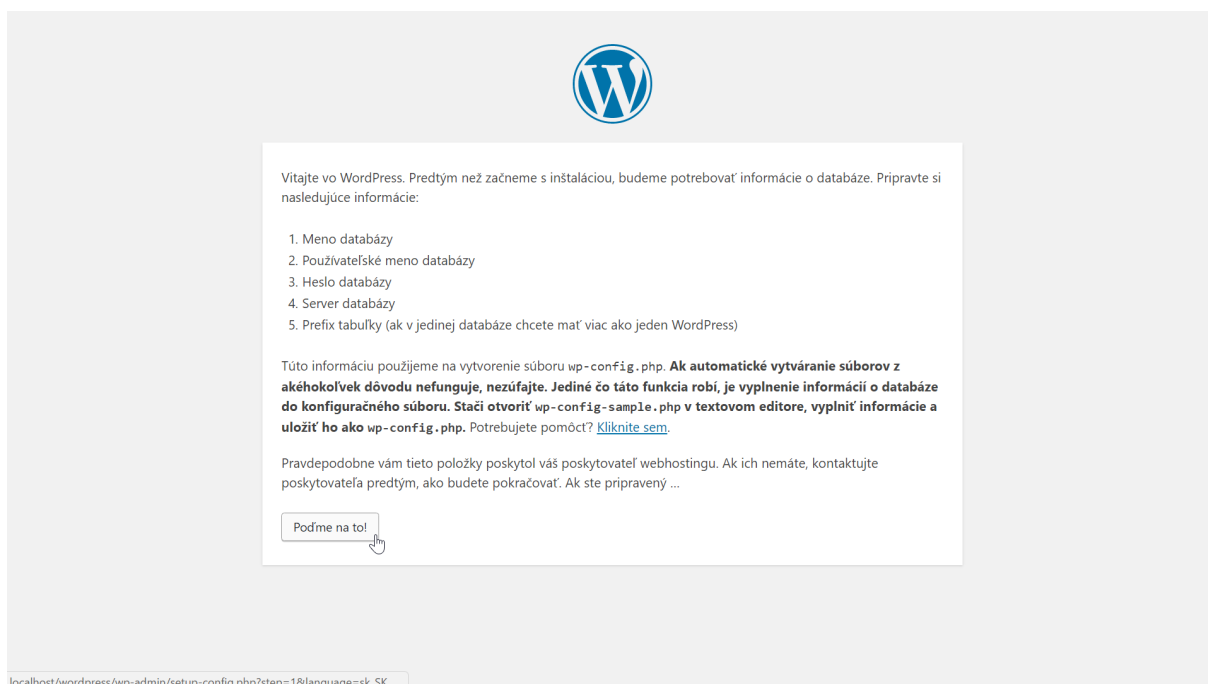 Vitajte vo WordPress. Predtým než začneme s inštaláciou, budeme potrebovať informácie o databáze. Pripravte si
nasledujúce informácie:
1. Meno databázy
2. Používateľské meno databázy
3. Heslo databázy
4. Server databázy
5. Prefix tabuľky (ak v jedinej databáze chcete mať viac ako jeden WordPress)
Túto informáciu použijeme na vytvorenie súboru wp-config.php. Ak automatické vytváranie súborov z
akéhokoľvek dôvodu nefunguje, nezúfajte. Jediné čo táto funkcia robí, je vyplnenie informácií o databáze
do konfiguračného súboru. Stači otvoriť wp-config-sample.php v textovom editore, vyplniť informácie a
uložiť ho ako wp-config.php. Potrebujete pomôcť? Kliknite sem.
Pravdepodobne vám tieto položky poskytol váš poskytovateľ webhostingu. Ak ich nemáte, kontaktujte
poskytovateľa predtým, ako budete pokračovať. Ak ste pripravený ...
Poďme na to!
localhost/wordpress/wp-admin/setup-config.php?step=1&language=sk_SK